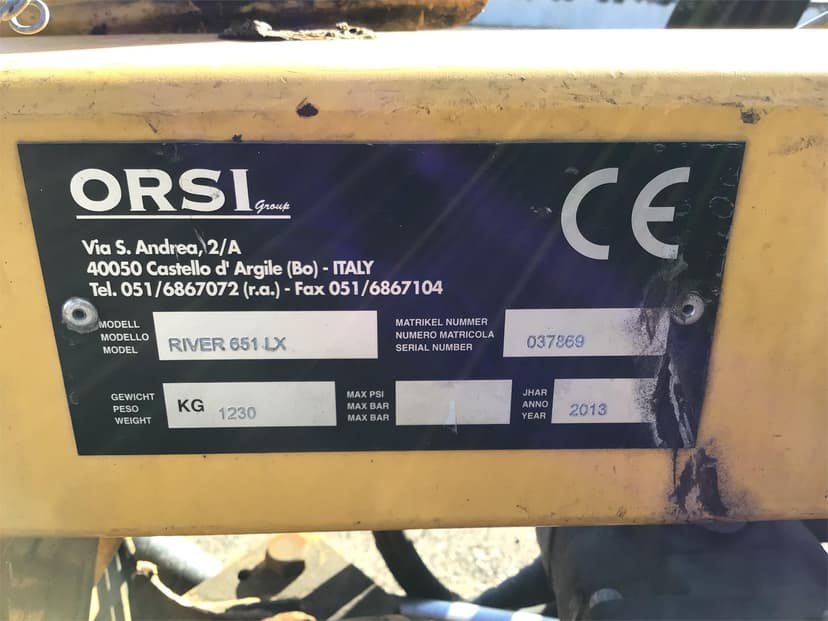 ORSI Group
CE
Via S. Andrea, 2/A
40050 Castello d' Argile (Bo) - ITALY
Tel. 051/6867072 (r.a.) - Fax 051/6867104
MODELL
MODELLO
MODEL
RIVER 651 LX
MATRIKEL NUMMER
NUMERO MATRICOLA
SERIAL NUMBER
037869
GEWICHT
PESO
WEIGHT
KG 1230
MAX PSI
MAX BAR
MAX BAR
JHAR
ANNO
YEAR
2013